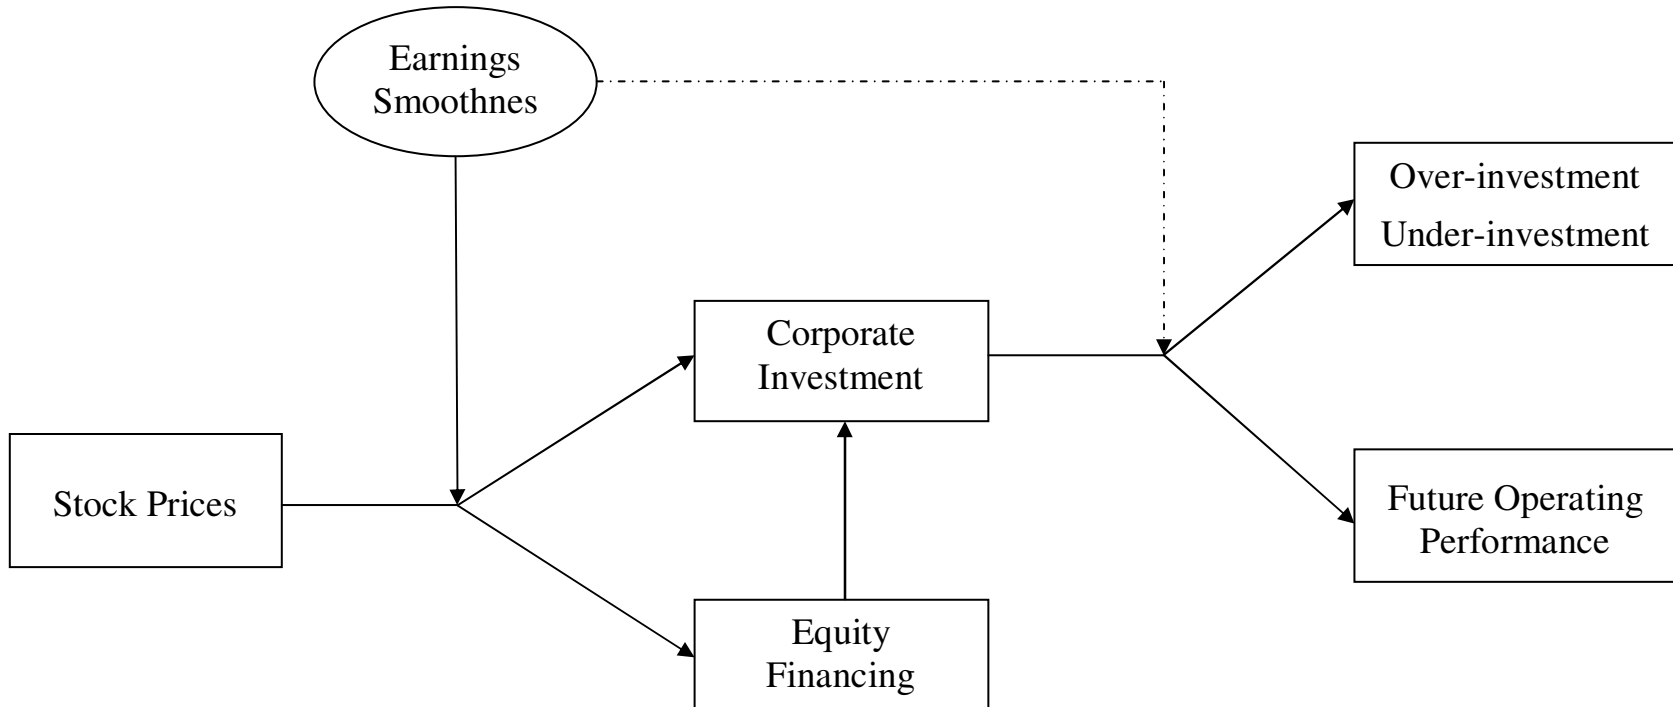 Earnings
Smoothnes
Over-investment
Under-investment
Corporate
Investment
Stock Prices
Future Operating
Performance
Equity
Financing